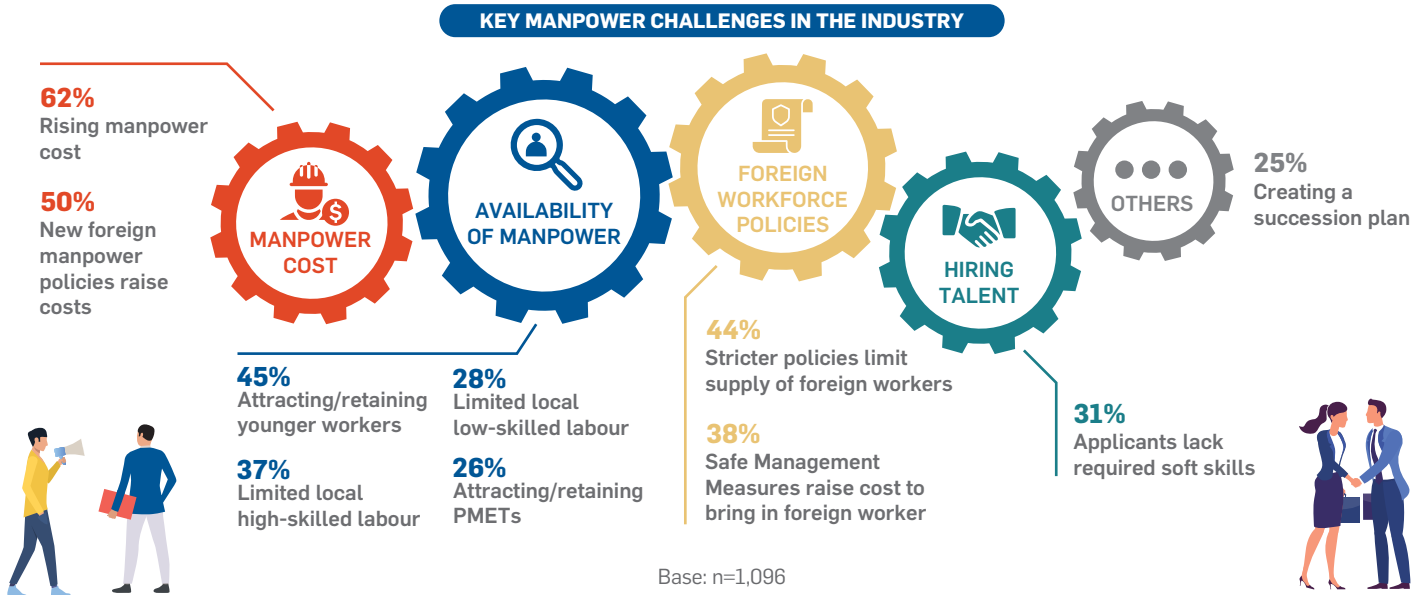 KEY MANPOWER CHALLENGES IN THE INDUSTRY
62%
Rising manpower
cost
50%
New foreign
manpower
policies raise
costs
$
MANPOWER
COST
AVAILABILITY
OF MANPOWER
FOREIGN
WORKFORCE
POLICIES
HIRING
TALENT
OTHERS
25%
Creating a
succession plan
45%
Attracting/retaining
younger workers
37%
Limited local
high-skilled labour
28%
Limited local
low-skilled labour
26%
Attracting/retaining
PMETs
44%
Stricter policies limit
supply of foreign workers
38%
Safe Management
Measures raise cost to
bring in foreign worker
31%
Applicants lack
required soft skills
Base: n=1,096